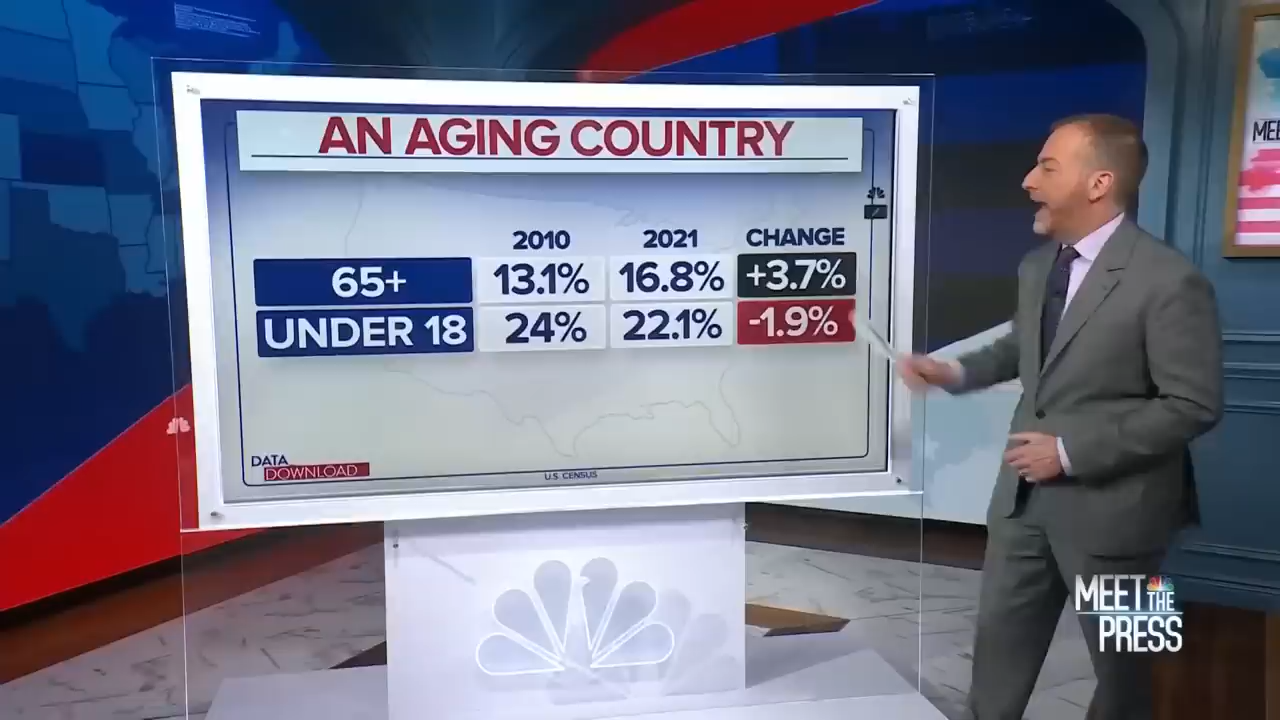 AN AGING COUNTRY
2010 2021 CHANGE
65+ 13.1% 16.8% +3.7%
UNDER 18 24% 22.1% -1.9%
DATA
DOWNLOAD
U.S. CENSUS
MEET
THE
PRESS